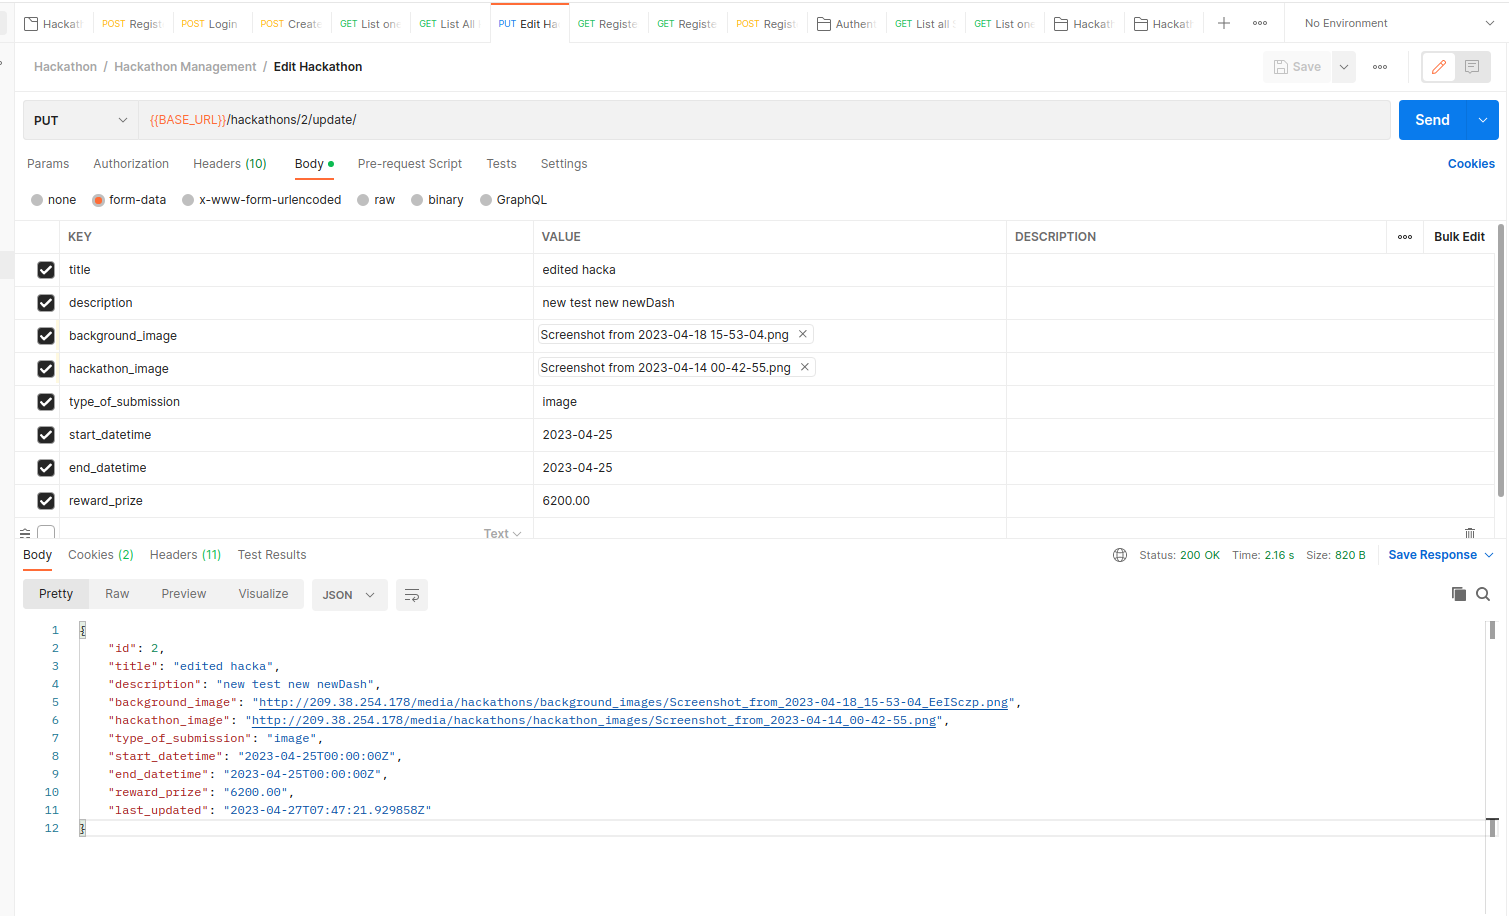 Hackath POST Regist POST Login POST Create GET List one GET List All PUT Edit Ha GET Registe GET Registe POST Regist Authent GET List all GET List one Hackath Hackath No Environment
Hackathon / Hackathon Management / Edit Hackathon Save
PUT {{BASE_URL}}/hackathons/2/update/ Send
Params Authorization Headers (10) Body Pre-request Script Tests Settings Cookies
none form-data x-www-form-urlencoded raw binary GraphQL
KEY VALUE DESCRIPTION Bulk Edit
title edited hacka
description new test new newDash
background_image Screenshot from 2023-04-18 15-53-04.png
hackathon_image Screenshot from 2023-04-14 00-42-55.png
type_of_submission image
start_datetime 2023-04-25
end_datetime 2023-04-25
reward_prize 6200.00
Text
Body Cookies (2) Headers (11) Test Results Status: 200 OK Time: 2.16 s Size: 820 B Save Response
Pretty Raw Preview Visualize JSON
1 {
2 "id": 2,
3 "title": "edited hacka",
4 "description": "new test new newDash",
5 "background_image": "http://209.38.254.178/media/hackathons/background_images/Screenshot_from_2023-04-18_15-53-04_EeISczp.png",
6 "hackathon_image": "http://209.38.254.178/media/hackathons/hackathon_images/Screenshot_from_2023-04-14_00-42-55.png",
7 "type_of_submission": "image",
8 "start_datetime": "2023-04-25T00:00:00Z",
9 "end_datetime": "2023-04-25T00:00:00Z",
10 "reward_prize": "6200.00",
11 "last_updated": "2023-04-27T07:47:21.929858Z"
12 }